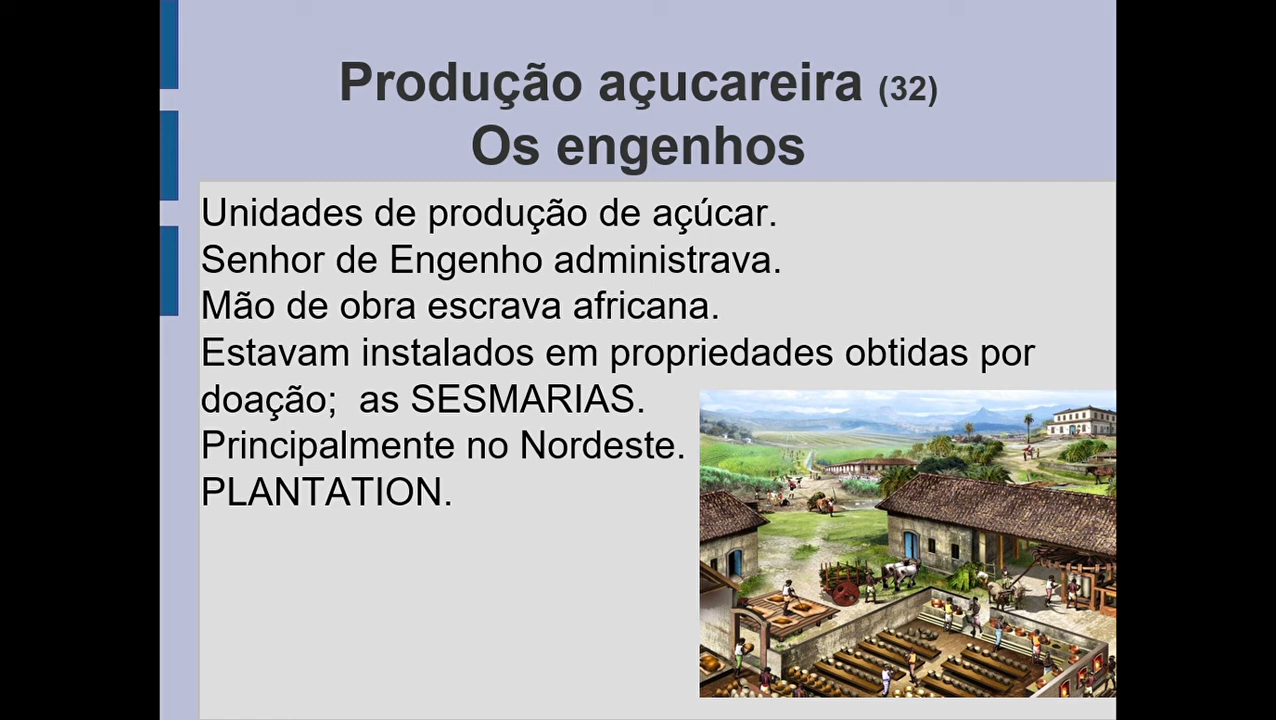 Produção açucareira (32)
Os engenhos
Unidades de produção de açúcar.
Senhor de Engenho administrava.
Mão de obra escrava africana.
Estavam instalados em propriedades obtidas por
doação;  as SESMARIAS.
Principalmente no Nordeste.
PLANTATION.